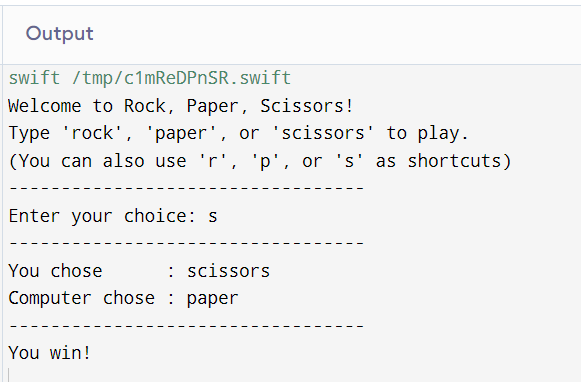 Output
swift /tmp/c1mReDPnSR.swift
Welcome to Rock, Paper, Scissors!
Type 'rock', 'paper', or 'scissors' to play.
(You can also use 'r', 'p', or 's' as shortcuts)
----------------------------------
Enter your choice: s
----------------------------------
You chose      : scissors
Computer chose : paper
----------------------------------
You win!